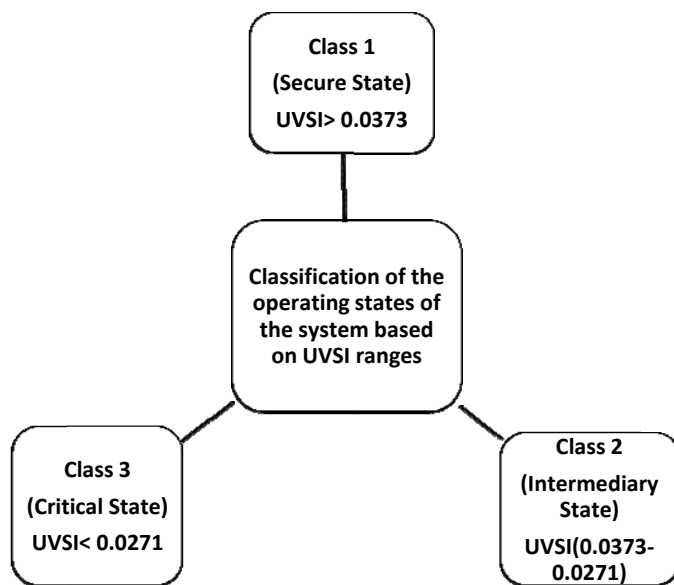 Class 1
(Secure State)
UVSI> 0.0373
Classification of the
operating states of
the system based
on UVSI ranges
Class 3
(Critical State)
UVSI< 0.0271
Class 2
(Intermediary
State)
UVSI(0.0373-
0.0271)